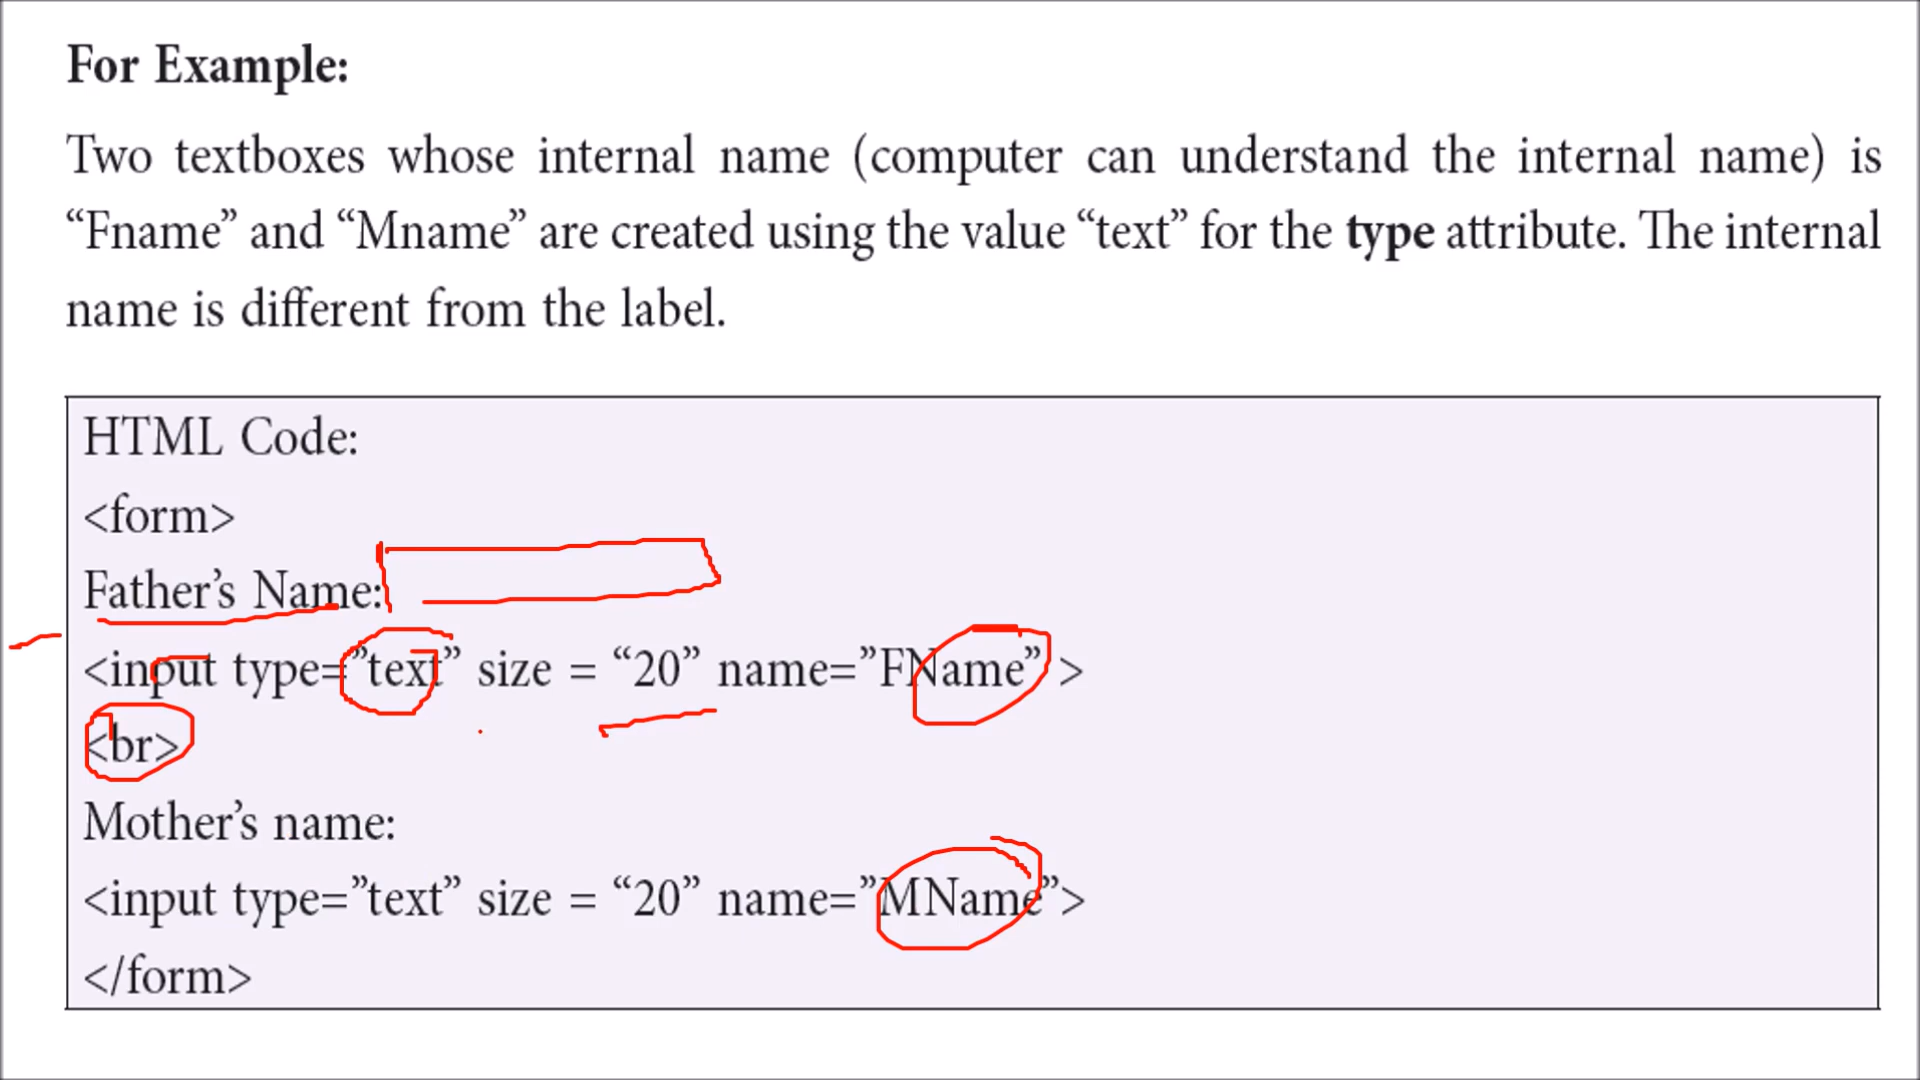 For Example:
Two textboxes whose internal name (computer can understand the internal name) is
“Fname” and “Mname” are created using the value “text” for the type attribute. The internal
name is different from the label.
HTML Code:
<form>
Father’s Name:
<input type=”text” size = “20” name=”FName” >
<br>
Mother’s name:
<input type=”text” size = “20” name=”MName”>
</form>